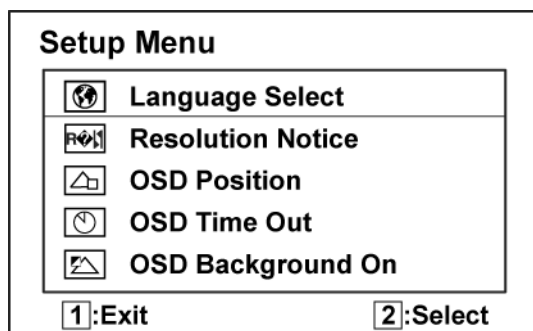 Setup Menu
Language Select
Resolution Notice
OSD Position
OSD Time Out
OSD Background On
1:Exit 2:Select